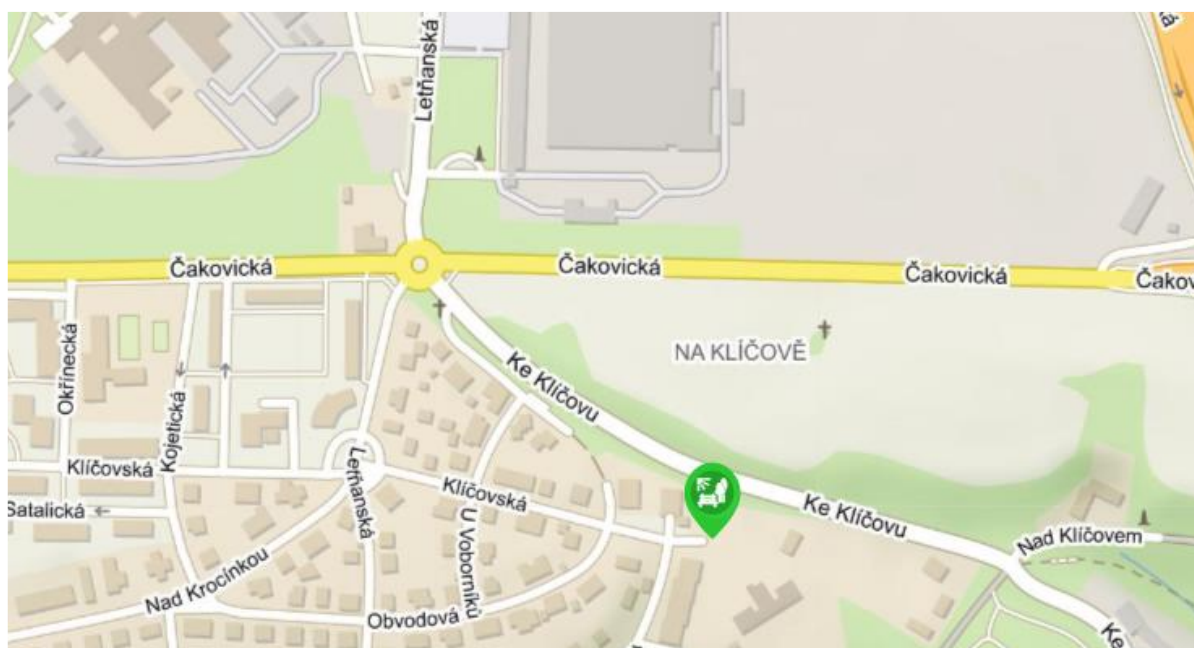 Letňanská
Čakovická
Čakovická
Čakovická
Čakov
NA KLÍČOVĚ
Okřínecká
Kojetická
Ke Klíčovu
Klíčovská
Letňanská
Klíčovská
U Voborníků
Satalická
Ke Klíčovu
Nad Klíčovem
Nad Krocínkou
Obvodová
Ke